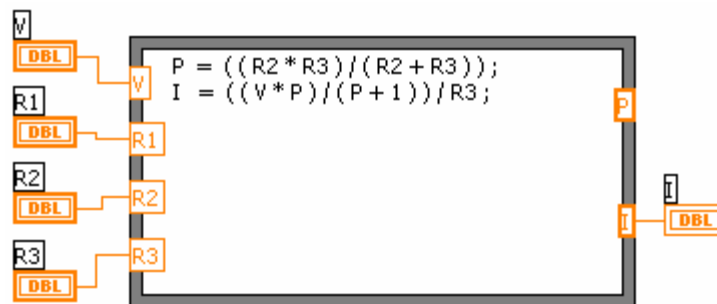 V
DBL
P = ((R2*R3)/(R2+R3));
I = ((V*P)/(P+1))/R3;
V
P
R1
DBL
R1
R2
DBL
R2
I
I
DBL
R3
DBL
R3